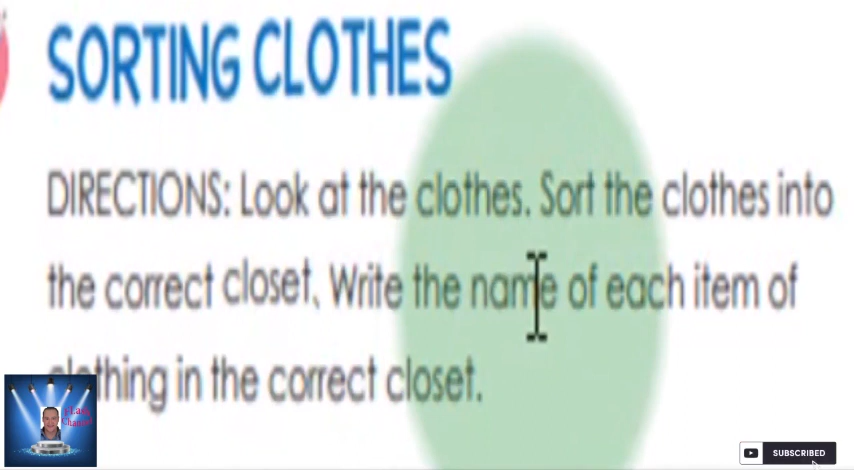 SORTING CLOTHES
DIRECTIONS: Look at the clothes. Sort the clothes into
the correct closet. Write the name of each item of
clothing in the correct closet.
SUBSCRIBED